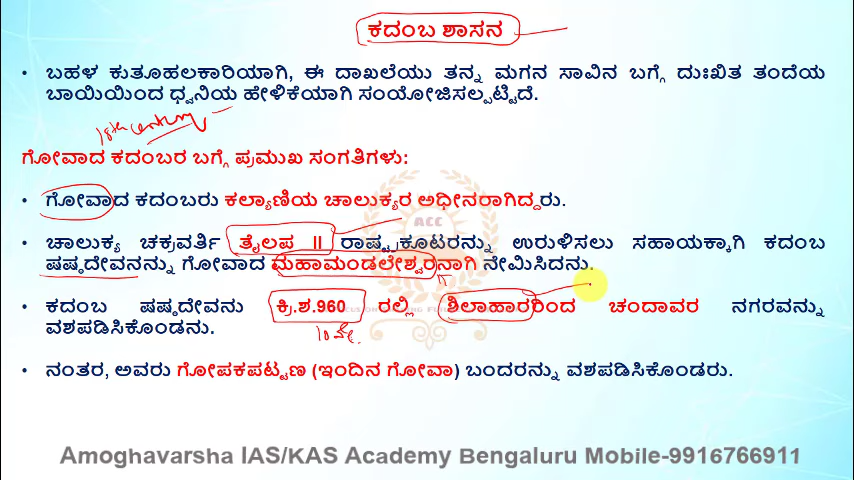 ಕದಂಬ ಶಾಸನ
• ಬಹಳ ಕುತೂಹಲಕಾರಿಯಾಗಿ, ಈ ದಾಖಲೆಯು ತನ್ನ ಮಗನ ಸಾವಿನ ಬಗ್ಗೆ ದುಃಖಿತ ತಂದೆಯ
ಬಾಯಿಯಿಂದ ಧ್ವನಿಯ ಹೇಳಿಕೆಯಾಗಿ ಸಂಯೋಜಿಸಲ್ಪಟ್ಟಿದೆ.
10th century
ಗೋವಾದ ಕದಂಬರ ಬಗ್ಗೆ ಪ್ರಮುಖ ಸಂಗತಿಗಳು:
• ಗೋವಾದ ಕದಂಬರು ಕಲ್ಯಾಣಿಯ ಚಾಲುಕ್ಯರ ಅಧೀನರಾಗಿದ್ದರು.
ACC
• ಚಾಲುಕ್ಯ ಚಕ್ರವರ್ತಿ ತೈಲಪ II ರಾಷ್ಟ್ರಕೂಟರನ್ನು ಉರುಳಿಸಲು ಸಹಾಯಕ್ಕಾಗಿ ಕದಂಬ
ಷಷ್ಠದೇವನನ್ನು ಗೋವಾದ ಮಹಾಮಂಡಲೇಶ್ವರನಾಗಿ ನೇಮಿಸಿದನು.
• ಕದಂಬ ಷಷ್ಠದೇವನು ಕ್ರಿ.ಶ.960 ರಲ್ಲಿ ಶಿಲಾಹಾರರಿಂದ ಚಂದಾವರ ನಗರವನ್ನು
ವಶಪಡಿಸಿಕೊಂಡನು.
• ನಂತರ, ಅವರು ಗೋಪಕಪಟ್ಟಣ (ಇಂದಿನ ಗೋವಾ) ಬಂದರನ್ನು ವಶಪಡಿಸಿಕೊಂಡರು.
Amoghavarsha IAS/KAS Academy Bengaluru Mobile-9916766911